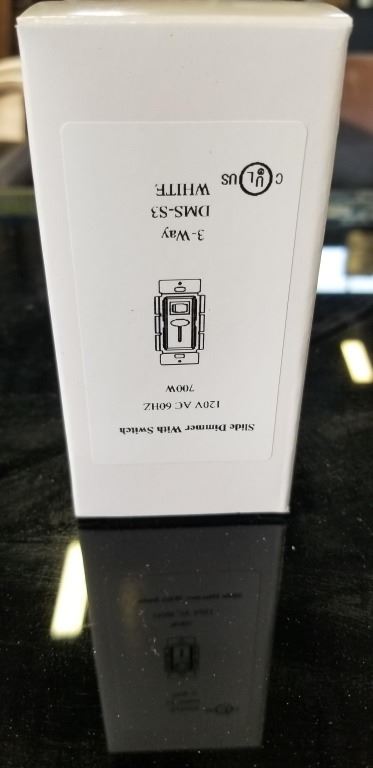 Slide Dimmer With Switch
120V AC 60HZ
700W
3-Way
DMS-S3
WHITE
C UL US